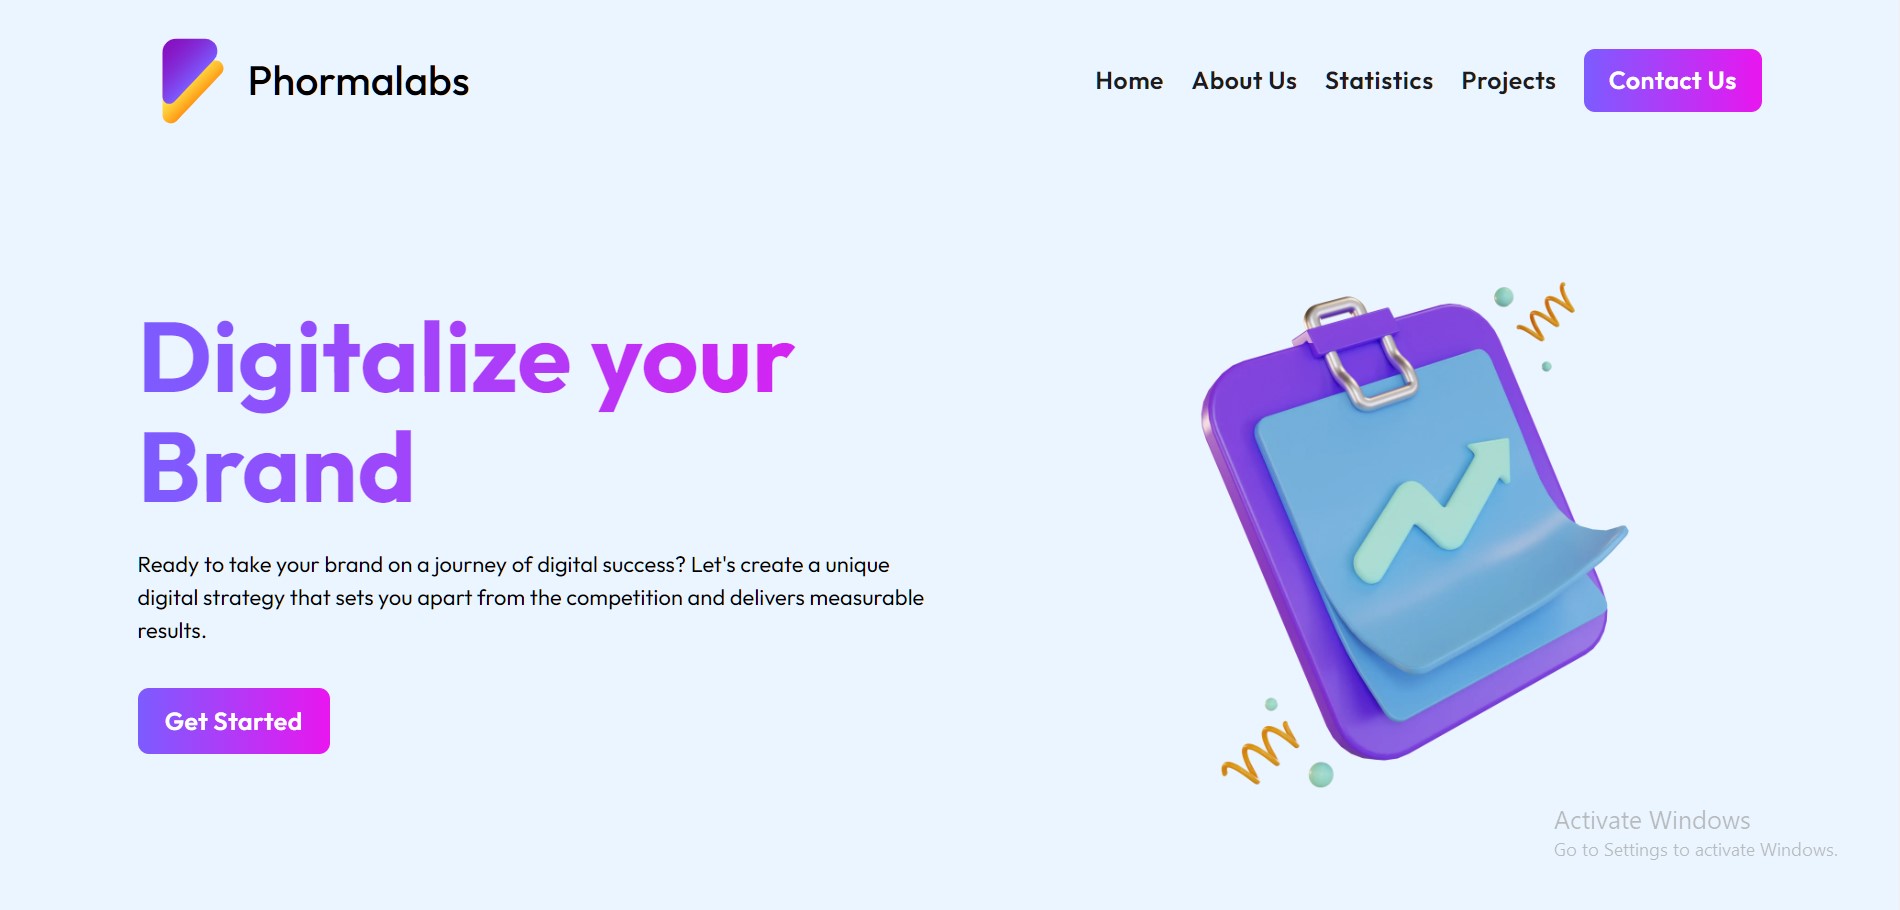 Phormalabs
Home About Us Statistics Projects Contact Us
Digitalize your
Brand
Ready to take your brand on a journey of digital success? Let's create a unique
digital strategy that sets you apart from the competition and delivers measurable
results.
Get Started
Activate Windows
Go to Settings to activate Windows.